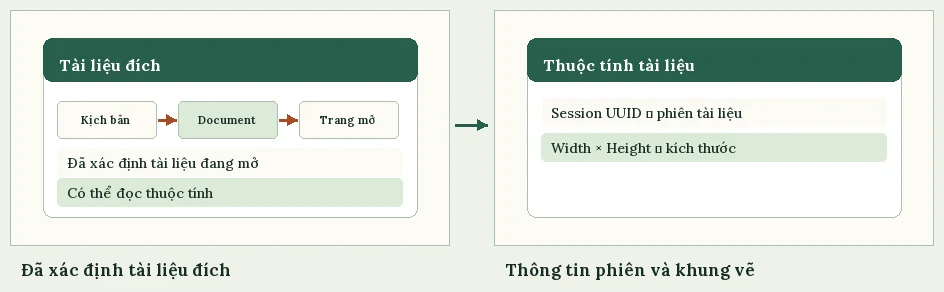 Tài liệu đích
Kịch bản
Document
Trang mở
Đã xác định tài liệu đang mở
Có thể đọc thuộc tính
Đã xác định tài liệu đích
Thuộc tính tài liệu
Session UUID □ phiên tài liệu
Width × Height □ kích thước
Thông tin phiên và khung vẽ